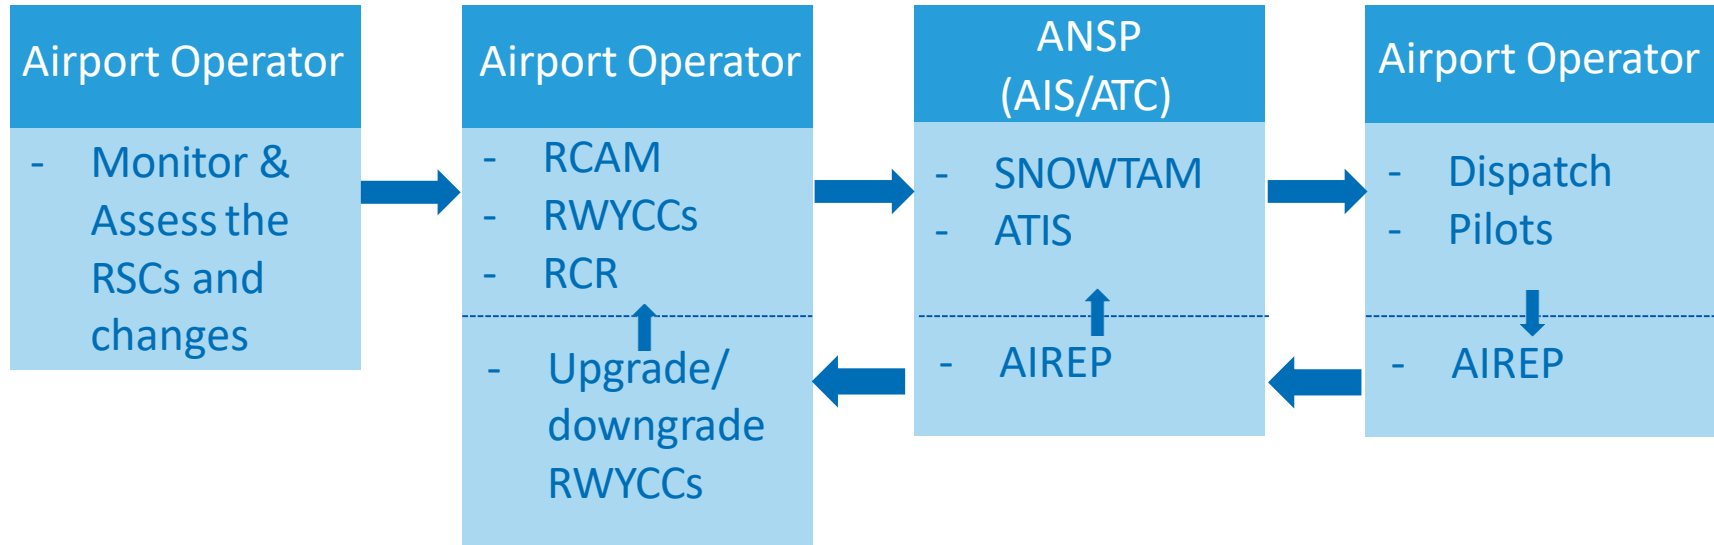 Airport Operator
- Monitor &
Assess the
RSCs and
changes
Airport Operator
- RCAM
- RWYCCs
- RCR
- Upgrade/
downgrade
RWYCCs
ANSP
(AIS/ATC)
- SNOWTAM
- ATIS
- AIREP
Airport Operator
- Dispatch
- Pilots
- AIREP